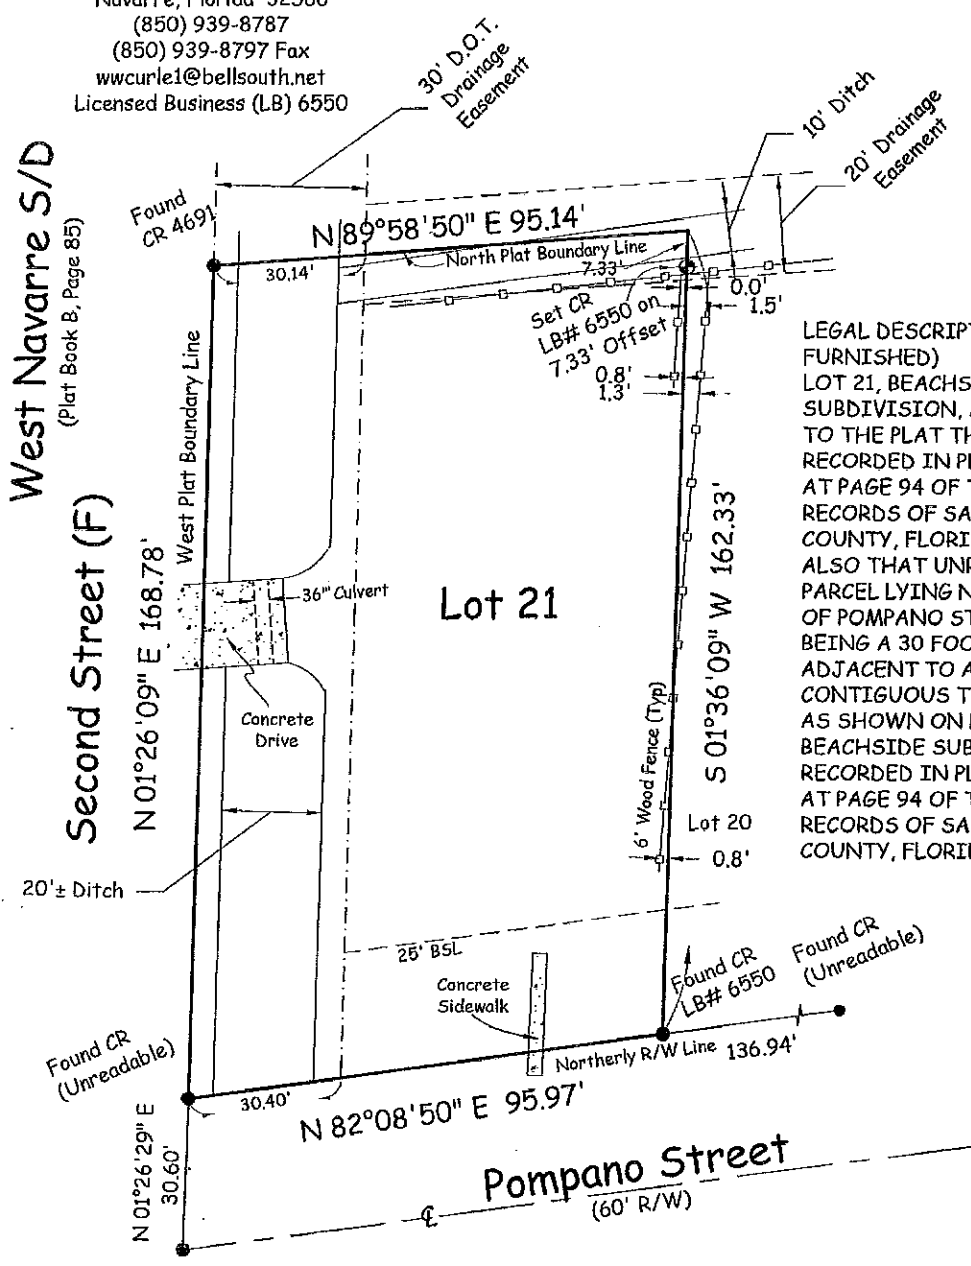 Navarre, Florida 32566
(850) 939-8787
(850) 939-8797 Fax
wwcurle1@bellsouth.net
Licensed Business (LB) 6550
30' D.O.T.
Drainage
Easement
10' Ditch
20' Drainage
Easement
West Navarre S/D
(Plat Book B, Page 85)
Found
CR 4691
N 89°58'50" E 95.14'
30.14'
North Plat Boundary Line
7.33'
Set CR
LB# 6550 on
7.33' Offset
0.0'
1.5'
0.8'
1.3'
West Plat Boundary Line
Second Street (F)
N 01°26'09" E 168.78'
36" Culvert
Lot 21
Concrete
Drive
S 01°36'09" W 162.33'
6' Wood Fence (Typ)
Lot 20
0.8'
20'± Ditch
25' BSL
Concrete
Sidewalk
Found CR
LB# 6550
Found CR
(Unreadable)
Found CR
(Unreadable)
Northerly R/W Line
136.94'
30.40'
N 82°08'50" E 95.97'
N 01°26'29" E
30.60'
Pompano Street
(60' R/W)
℄
LEGAL DESCRIPT
FURNISHED)
LOT 21, BEACHS
SUBDIVISION,
TO THE PLAT TH
RECORDED IN PL
AT PAGE 94 OF T
RECORDS OF SA
COUNTY, FLORI
ALSO THAT UNP
PARCEL LYING N
OF POMPANO ST
BEING A 30 FOO
ADJACENT TO A
CONTIGUOUS T
AS SHOWN ON
BEACHSIDE SUB
RECORDED IN PL
AT PAGE 94 OF T
RECORDS OF SA
COUNTY, FLORI